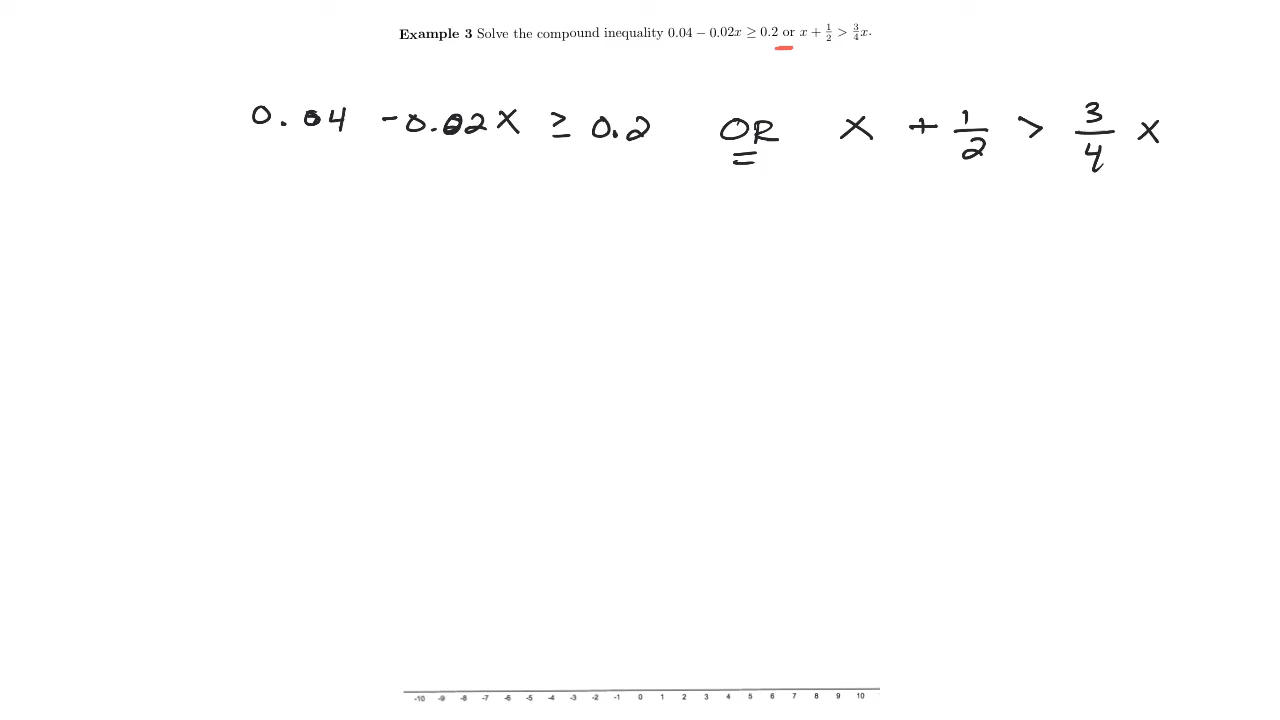 Example 3 Solve the compound inequality 0.04 − 0.02x ≥ 0.2 or x + 1/2 > 3/4 x.
0.04 - 0.02x ≥ 0.2 OR x + 1/2 > 3/4 x
-10 -9 -8 -7 -6 -5 -4 -3 -2 -1 0 1 2 3 4 5 6 7 8 9 10